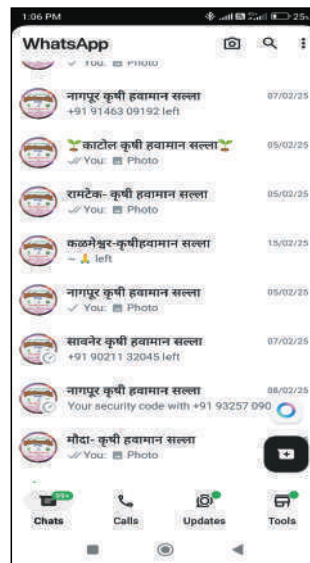 1:06 PM 25%
WhatsApp
You: Photo
नागपूर कृषी हवामान सल्ला 07/02/25
+91 91463 09192 left
🌱काटोल कृषी हवामान सल्ला🌱 05/02/25
You: Photo
रामटेक- कृषी हवामान सल्ला 05/02/25
You: Photo
कळमेश्वर-कृषीहवामान सल्ला 15/02/25
~ 🙏 left
नागपूर कृषी हवामान सल्ला 05/02/25
You: Photo
सावनेर कृषी हवामान सल्ला 07/02/25
+91 90211 32045 left
नागपूर कृषी हवामान सल्ला 08/02/25
Your security code with +91 93257 090
मौदा- कृषी हवामान सल्ला
You: Photo
99+
Chats Calls Updates Tools